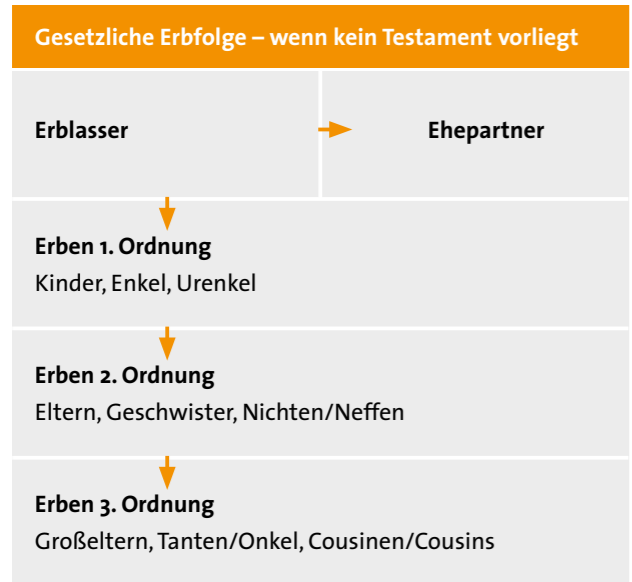 Gesetzliche Erbfolge – wenn kein Testament vorliegt
Erblasser
Ehepartner
Erben 1. Ordnung
Kinder, Enkel, Urenkel
Erben 2. Ordnung
Eltern, Geschwister, Nichten/Neffen
Erben 3. Ordnung
Großeltern, Tanten/Onkel, Cousinen/Cousins